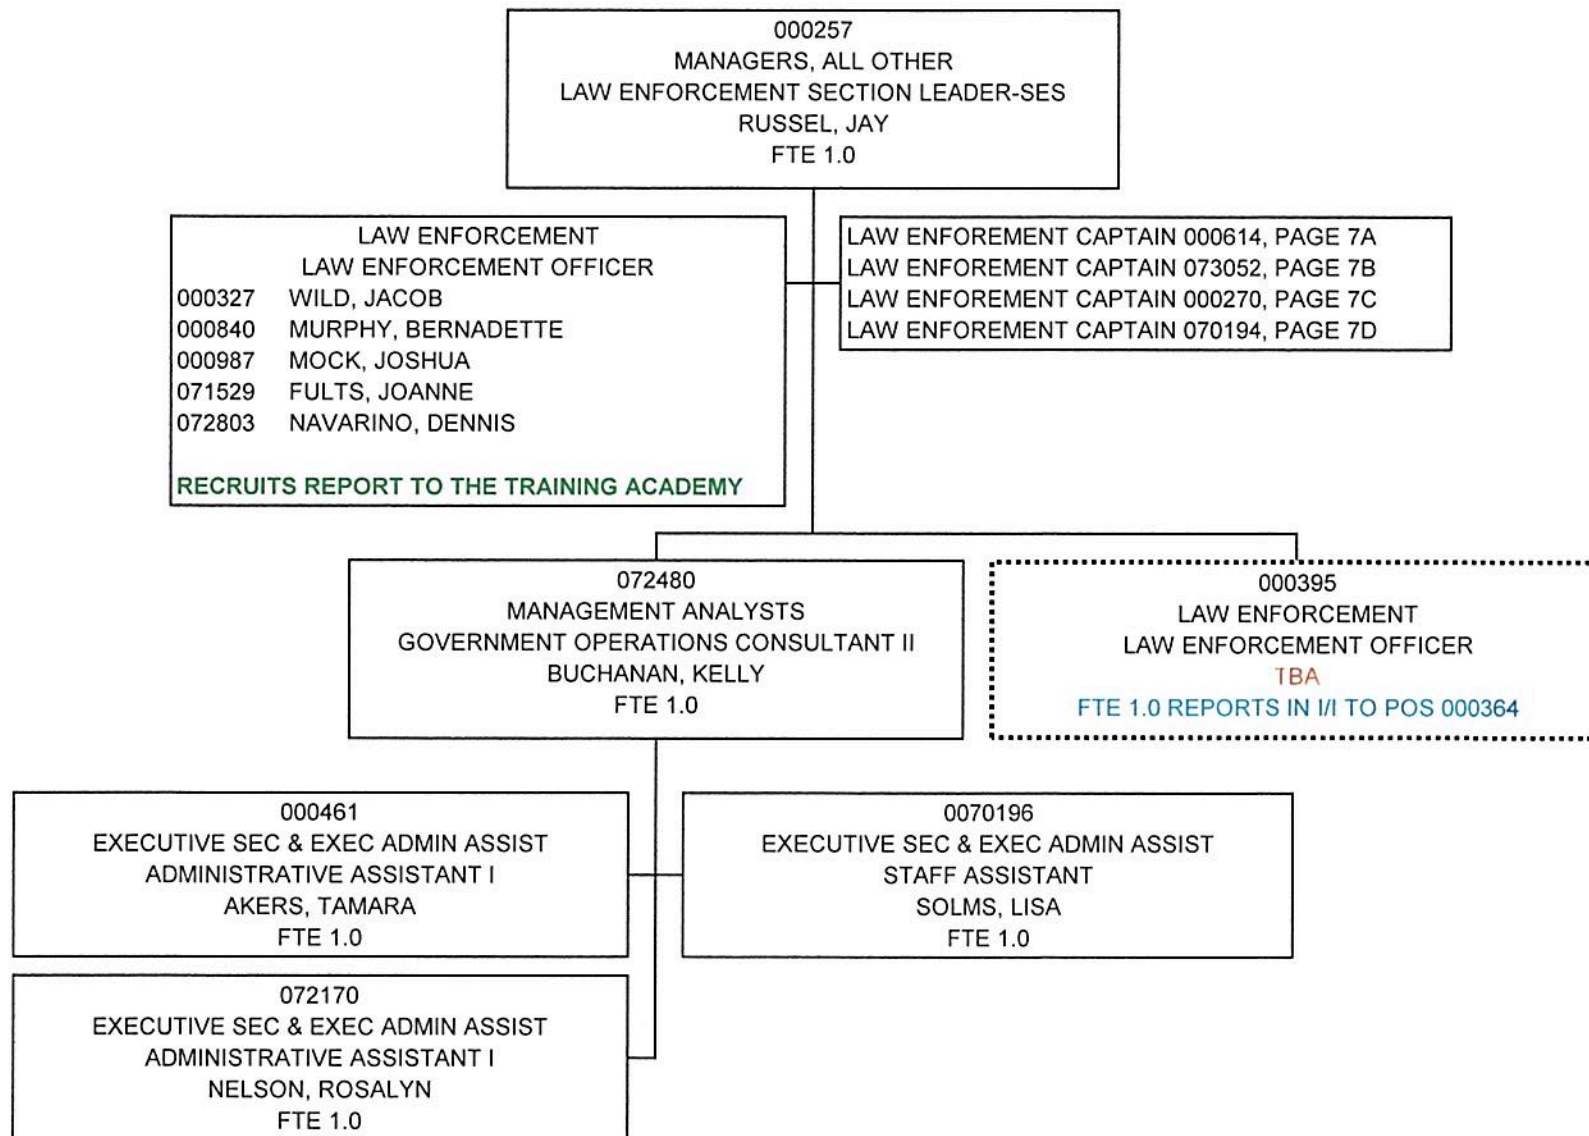 000257
MANAGERS, ALL OTHER
LAW ENFORCEMENT SECTION LEADER-SES
RUSSEL, JAY
FTE 1.0
LAW ENFORCEMENT
LAW ENFORCEMENT OFFICER
000327 WILD, JACOB
000840 MURPHY, BERNADETTE
000987 MOCK, JOSHUA
071529 FULTS, JOANNE
072803 NAVARINO, DENNIS
RECRUITS REPORT TO THE TRAINING ACADEMY
LAW ENFOREMENT CAPTAIN 000614, PAGE 7A
LAW ENFOREMENT CAPTAIN 073052, PAGE 7B
LAW ENFOREMENT CAPTAIN 000270, PAGE 7C
LAW ENFOREMENT CAPTAIN 070194, PAGE 7D
072480
MANAGEMENT ANALYSTS
GOVERNMENT OPERATIONS CONSULTANT II
BUCHANAN, KELLY
FTE 1.0
000395
LAW ENFORCEMENT
LAW ENFORCEMENT OFFICER
TBA
FTE 1.0 REPORTS IN I/I TO POS 000364
000461
EXECUTIVE SEC & EXEC ADMIN ASSIST
ADMINISTRATIVE ASSISTANT I
AKERS, TAMARA
FTE 1.0
0070196
EXECUTIVE SEC & EXEC ADMIN ASSIST
STAFF ASSISTANT
SOLMS, LISA
FTE 1.0
072170
EXECUTIVE SEC & EXEC ADMIN ASSIST
ADMINISTRATIVE ASSISTANT I
NELSON, ROSALYN
FTE 1.0